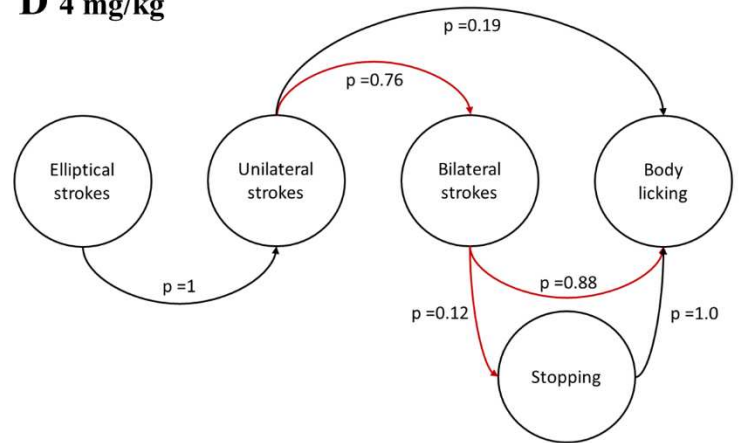 D 4 mg/kg
p =0.19
p =0.76
Elliptical
strokes
Unilateral
strokes
Bilateral
strokes
Body
licking
p =1
p =0.88
p =0.12
p =1.0
Stopping